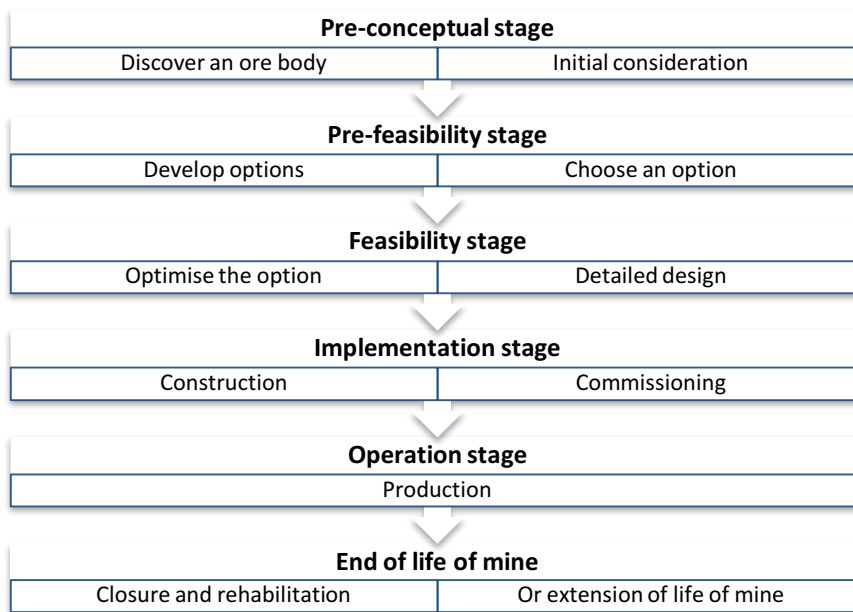 Pre-conceptual stage
Discover an ore body
Initial consideration
Pre-feasibility stage
Develop options
Choose an option
Feasibility stage
Optimise the option
Detailed design
Implementation stage
Construction
Commissioning
Operation stage
Production
End of life of mine
Closure and rehabilitation
Or extension of life of mine